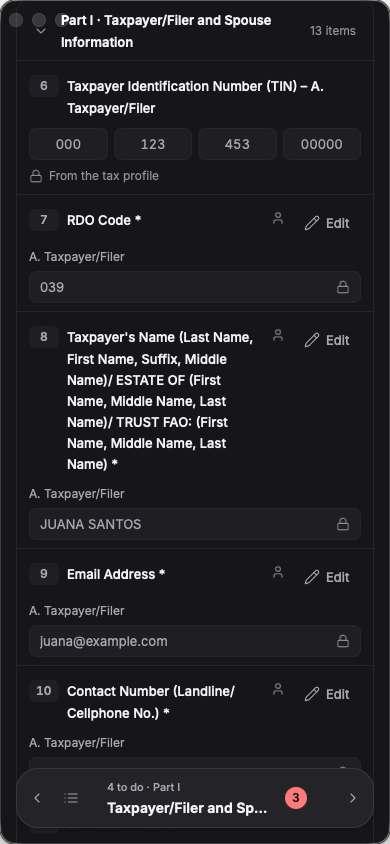 Part I · Taxpayer/Filer and Spouse
Information
13 items
6
Taxpayer Identification Number (TIN) – A.
Taxpayer/Filer
000
123
453
00000
From the tax profile
7
RDO Code *
Edit
A. Taxpayer/Filer
039
8
Taxpayer's Name (Last Name,
First Name, Suffix, Middle
Name)/ ESTATE OF (First
Name, Middle Name, Last
Name)/ TRUST FAO: (First
Name, Middle Name, Last
Name) *
Edit
A. Taxpayer/Filer
JUANA SANTOS
9
Email Address *
Edit
A. Taxpayer/Filer
juana@example.com
10
Contact Number (Landline/
Cellphone No.) *
Edit
A. Taxpayer/Filer
4 to do · Part I
Taxpayer/Filer and Sp...
3